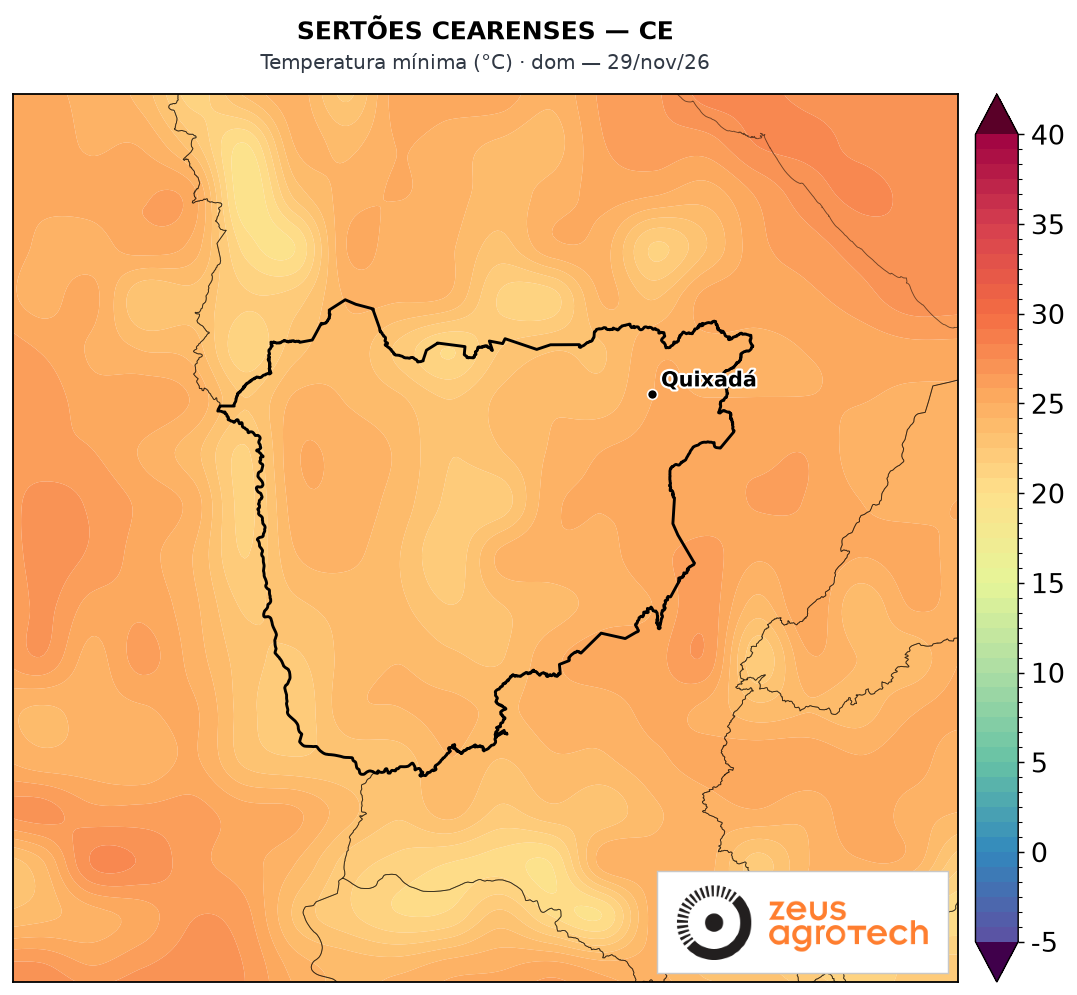 SERTÕES CEARENSES — CE
Temperatura mínima (°C) · dom — 29/nov/26
40
35
30
25
20
15
10
5
0
-5
Quixadá
zeus
agrotech